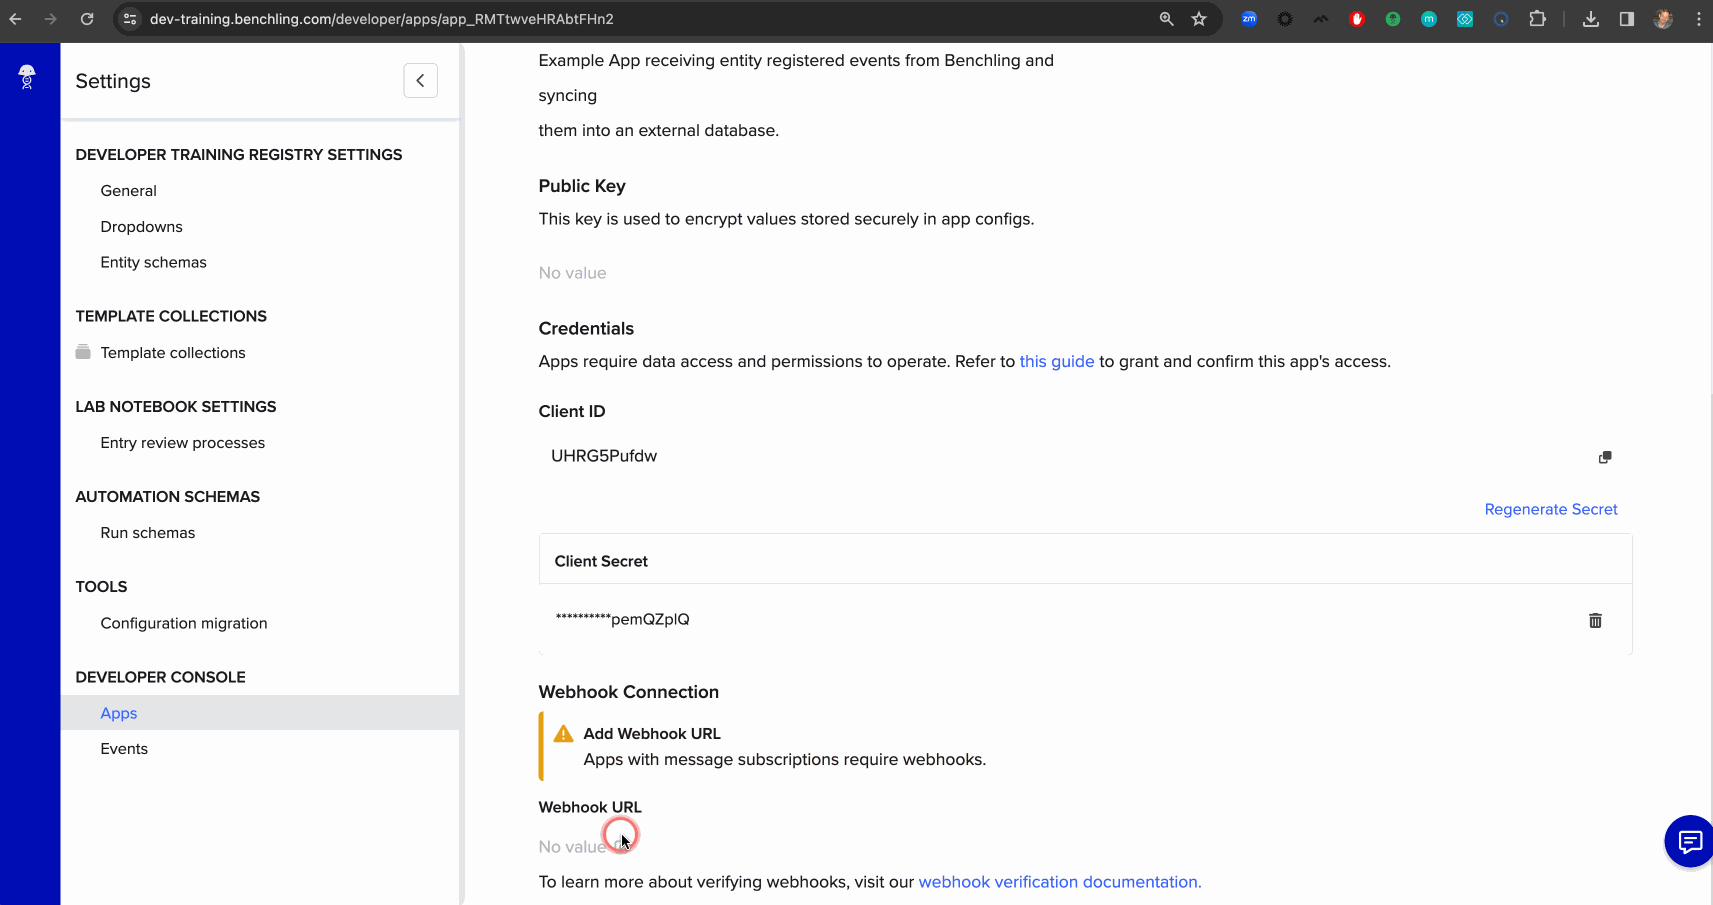 dev-training.benchling.com/developer/apps/app_RMTtwveHRAbtFHn2
zm
m
Settings
DEVELOPER TRAINING REGISTRY SETTINGS
General
Dropdowns
Entity schemas
TEMPLATE COLLECTIONS
Template collections
LAB NOTEBOOK SETTINGS
Entry review processes
AUTOMATION SCHEMAS
Run schemas
TOOLS
Configuration migration
DEVELOPER CONSOLE
Apps
Events
Example App receiving entity registered events from Benchling and
syncing
them into an external database.
Public Key
This key is used to encrypt values stored securely in app configs.
No value
Credentials
Apps require data access and permissions to operate. Refer to this guide to grant and confirm this app's access.
Client ID
UHRG5Pufdw
Regenerate Secret
Client Secret
**********pemQZplQ
Webhook Connection
Add Webhook URL
Apps with message subscriptions require webhooks.
Webhook URL
No value
To learn more about verifying webhooks, visit our webhook verification documentation.